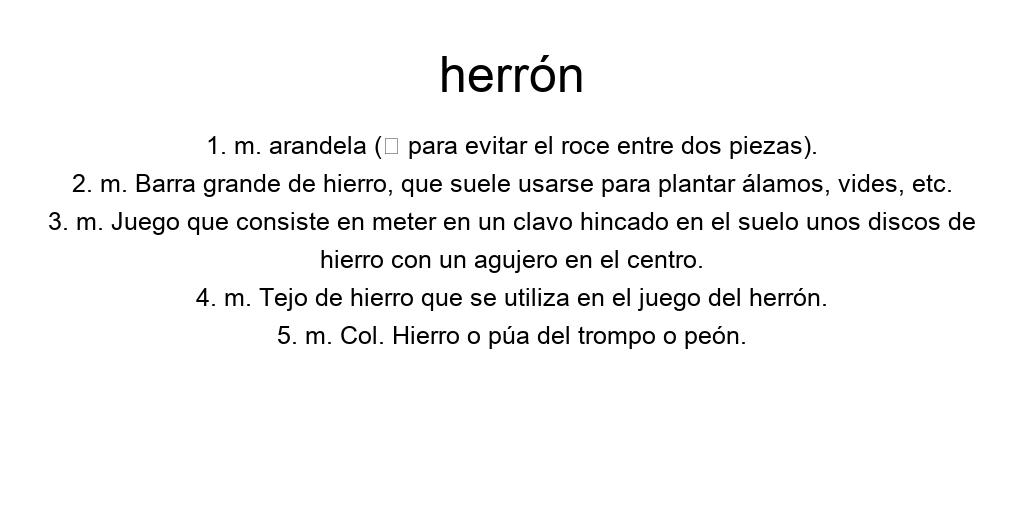 herrón
1. m. arandela (□ para evitar el roce entre dos piezas).
2. m. Barra grande de hierro, que suele usarse para plantar álamos, vides, etc.
3. m. Juego que consiste en meter en un clavo hincado en el suelo unos discos de
hierro con un agujero en el centro.
4. m. Tejo de hierro que se utiliza en el juego del herrón.
5. m. Col. Hierro o púa del trompo o peón.